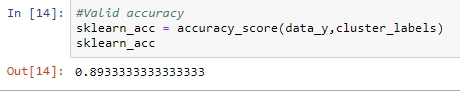 In [14]: #Valid accuracy
sklearn_acc = accuracy_score(data_y,cluster_labels)
sklearn_acc
Out[14]: 0.8933333333333333